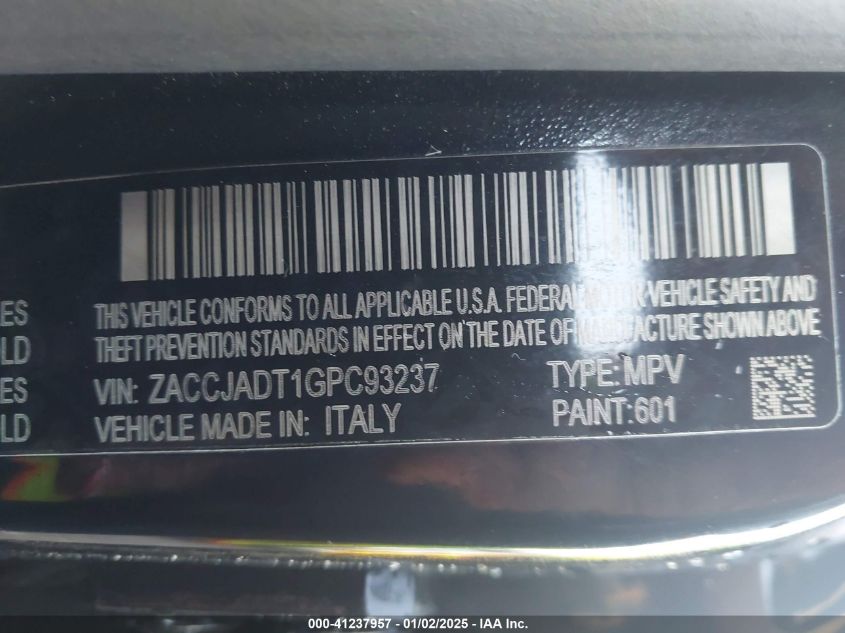 THIS VEHICLE CONFORMS TO ALL APPLICABLE U.S.A. FEDERAL MOTOR VEHICLE SAFETY AND
THEFT PREVENTION STANDARDS IN EFFECT ON THE DATE OF MANUFACTURE SHOWN ABOVE
VIN: ZACCJADT1GPC93237 TYPE: MPV
VEHICLE MADE IN: ITALY PAINT: 601
ES
LD
ES
LD
000-41237957 - 01/02/2025 - IAA Inc.